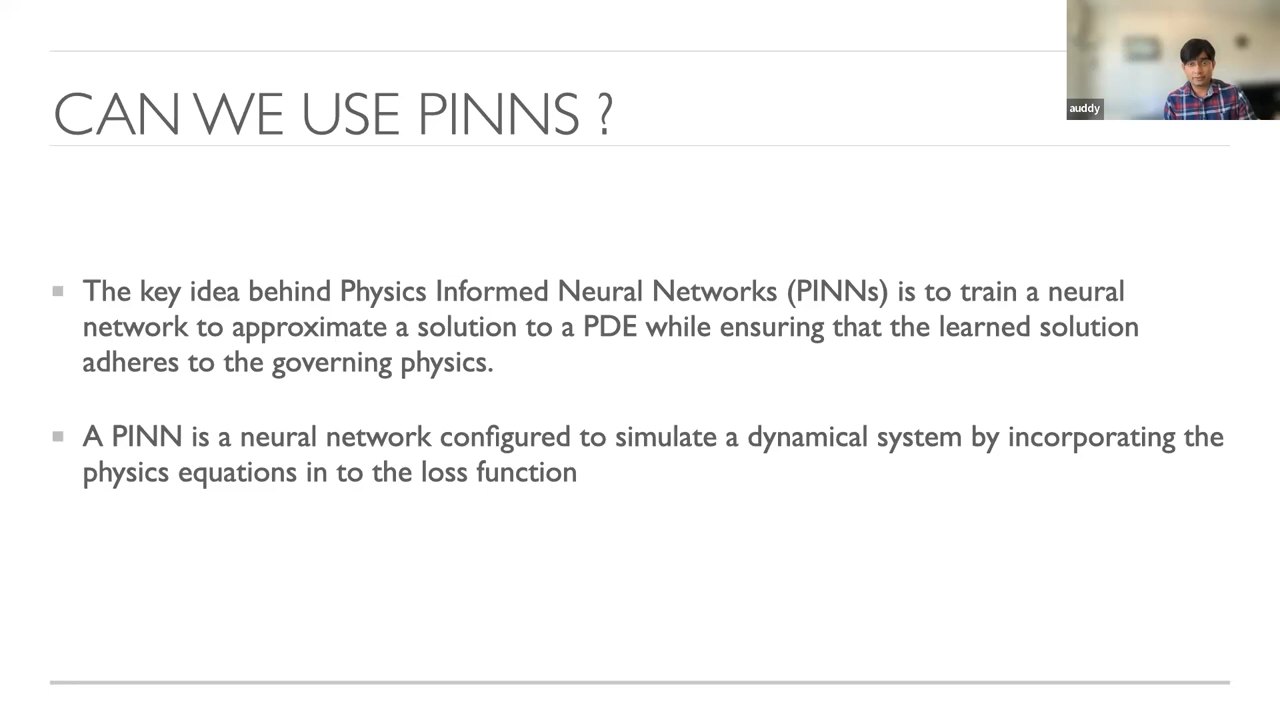 CAN WE USE PINNS ?
auddy
The key idea behind Physics Informed Neural Networks (PINNs) is to train a neural
network to approximate a solution to a PDE while ensuring that the learned solution
adheres to the governing physics.
A PINN is a neural network configured to simulate a dynamical system by incorporating the
physics equations in to the loss function